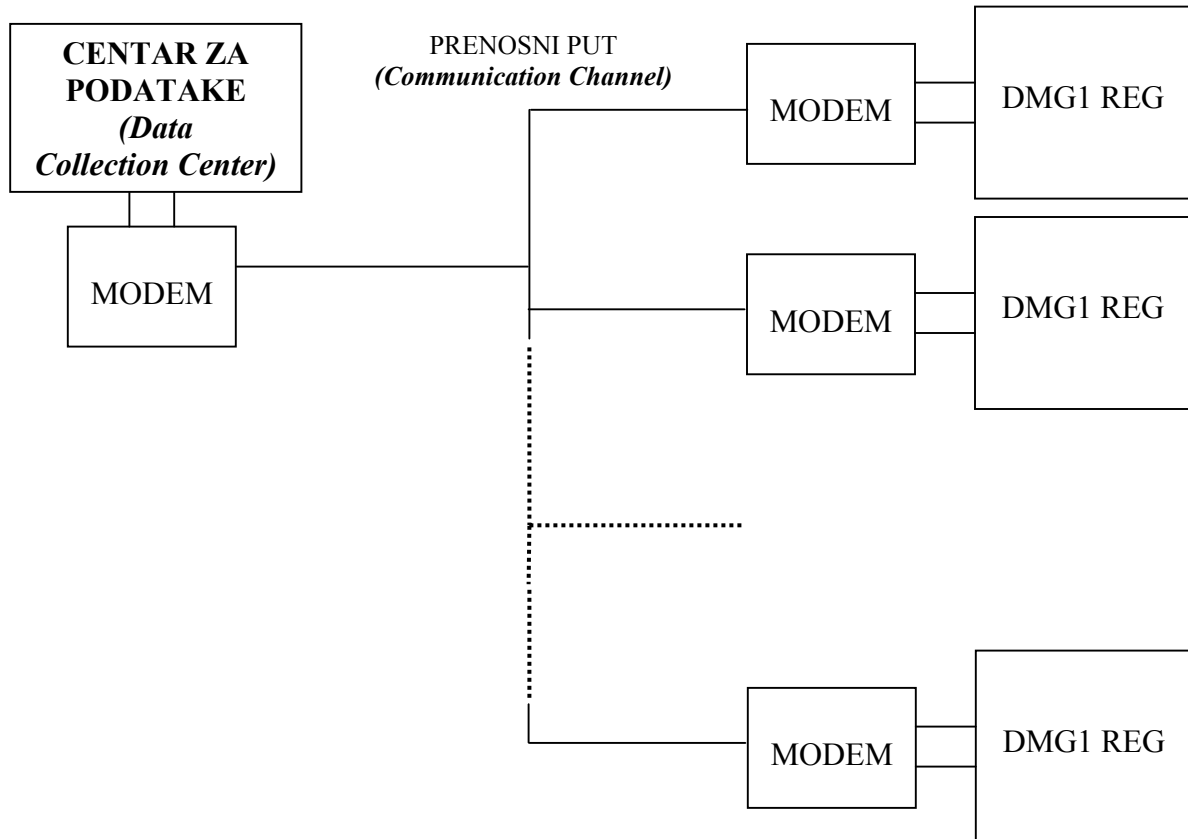 CENTAR ZA
PODATAKE
(Data
Collection Center)
MODEM
PRENOSNI PUT
(Communication Channel)
MODEM
DMG1 REG
MODEM
DMG1 REG
MODEM
DMG1 REG